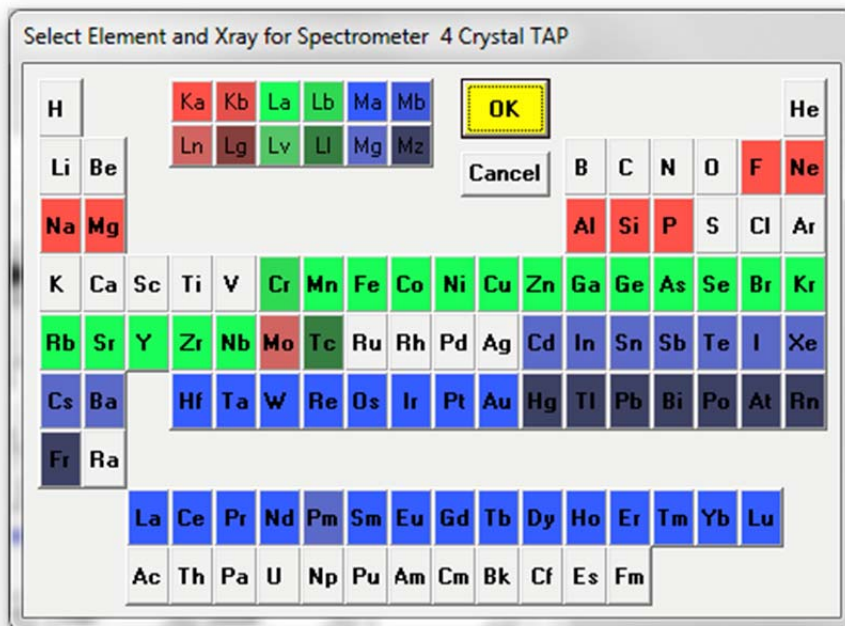 Select Element and Xray for Spectrometer 4 Crystal TAP
H Ka Kb La Lb Ma Mb OK He
Ln Lg Lv Ll Mg Mz
Li Be Cancel B C N O F Ne
Na Mg Al Si P S Cl Ar
K Ca Sc Ti V Cr Mn Fe Co Ni Cu Zn Ga Ge As Se Br Kr
Rb Sr Y Zr Nb Mo Tc Ru Rh Pd Ag Cd In Sn Sb Te I Xe
Cs Ba Hf Ta W Re Os Ir Pt Au Hg Tl Pb Bi Po At Rn
Fr Ra
La Ce Pr Nd Pm Sm Eu Gd Tb Dy Ho Er Tm Yb Lu
Ac Th Pa U Np Pu Am Cm Bk Cf Es Fm